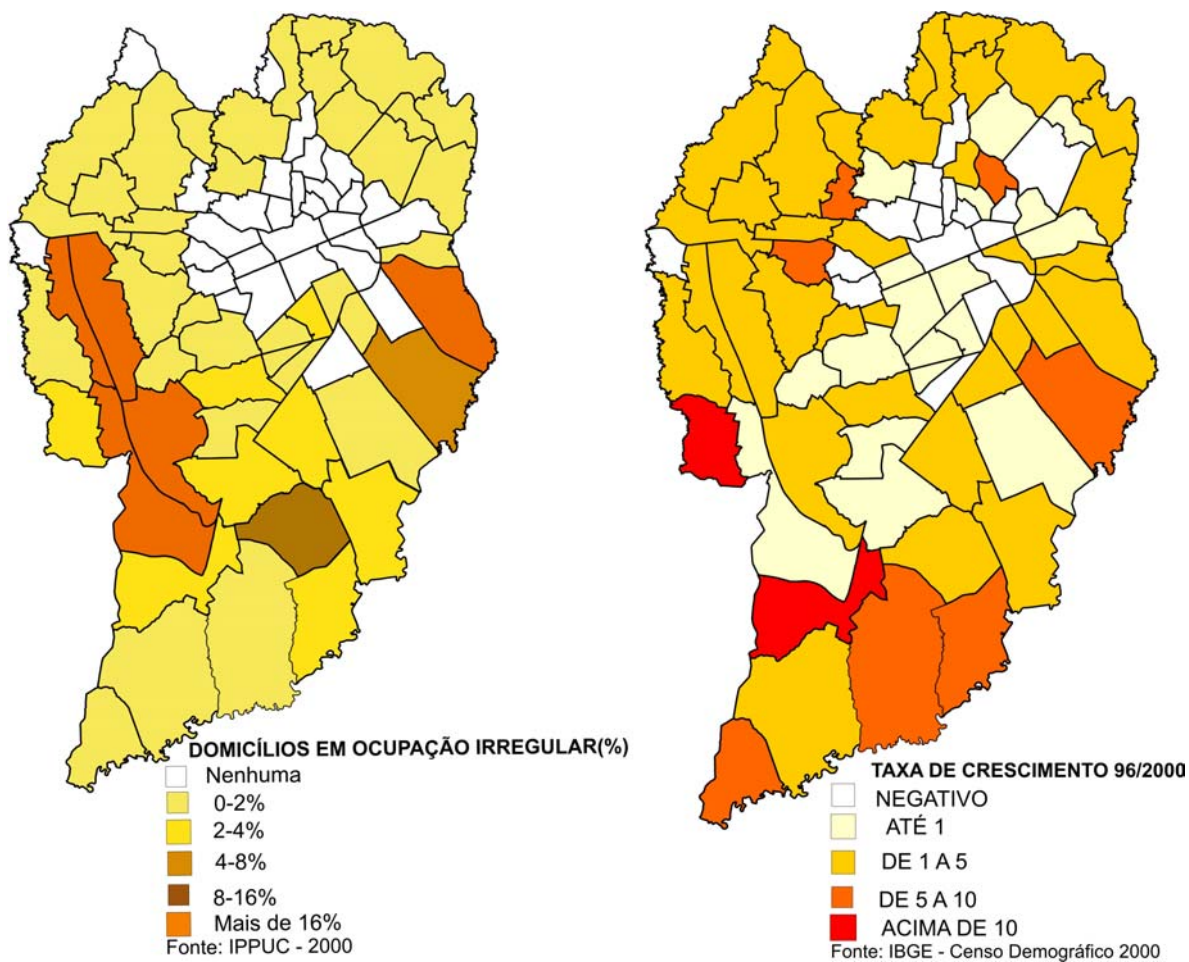 DOMICÍLIOS EM OCUPAÇÃO IRREGULAR(%)
Nenhuma
0-2%
2-4%
4-8%
8-16%
Mais de 16%
Fonte: IPPUC - 2000
TAXA DE CRESCIMENTO 96/2000
NEGATIVO
ATÉ 1
DE 1 A 5
DE 5 A 10
ACIMA DE 10
Fonte: IBGE - Censo Demográfico 2000